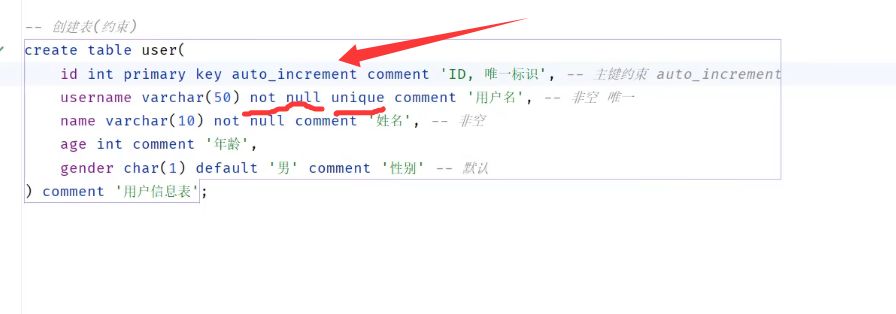 -- 创建表(约束)
create table user(
id int primary key auto_increment comment 'ID, 唯一标识', -- 主键约束 auto_increment
username varchar(50) not null unique comment '用户名', -- 非空 唯一
name varchar(10) not null comment '姓名', -- 非空
age int comment '年龄',
gender char(1) default '男' comment '性别' -- 默认
) comment '用户信息表';